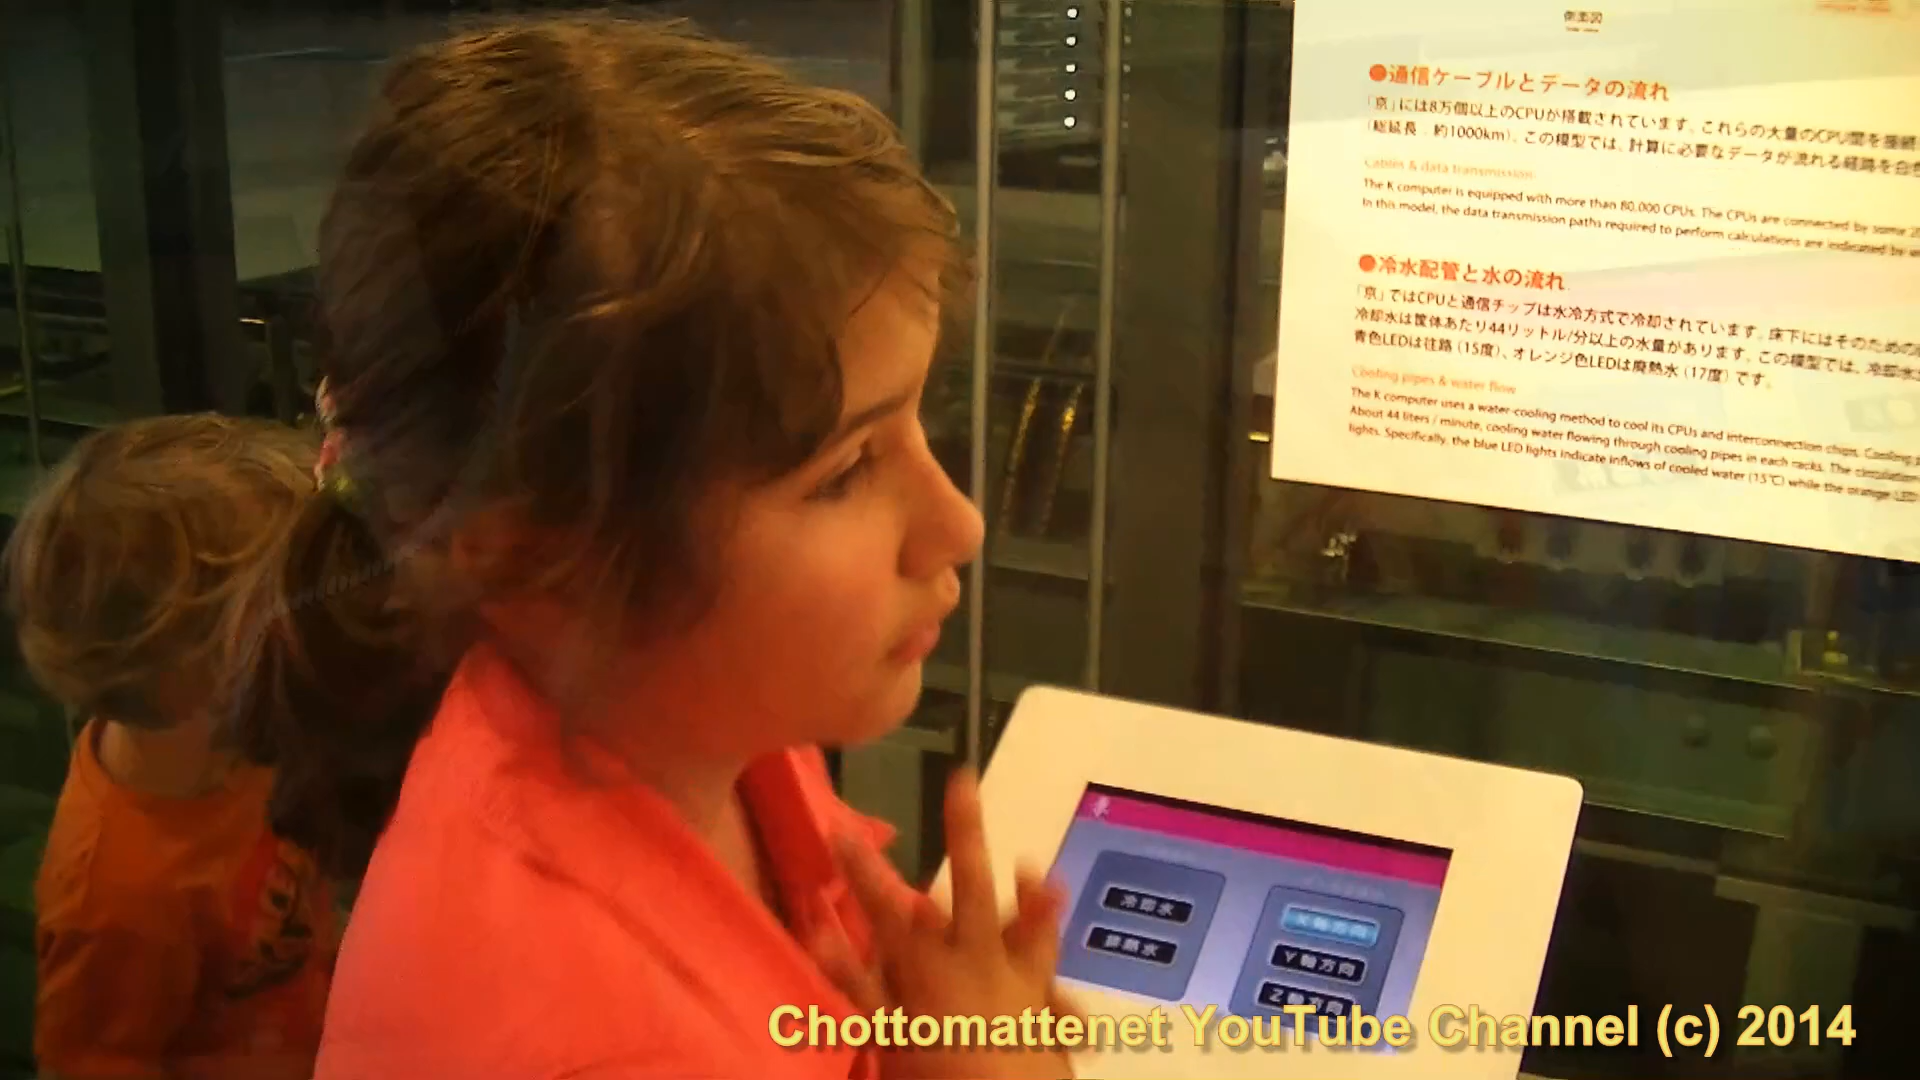 側面図
●通信ケーブルとデータの流れ
「京」には8万個以上のCPUが搭載されています。これらの大量のCPU間を接続
(総延長：約1000km)、この模型では、計算に必要なデータが流れる経路を白色
Cables & data transmission
The K computer is equipped with more than 80,000 CPUs. The CPUs are connected by some
In this model, the data transmission paths required to perform calculations are indicated by
●冷水配管と水の流れ
「京」ではCPUと通信チップは水冷方式で冷却されています。床下にはそのための
冷却水は筐体あたり44リットル/分以上の水量があります。この模型では、冷却水
青色LEDは往路（15度）、オレンジ色LEDは廃熱水（17度）です。
Cooling pipes & water flow
The K computer uses a water-cooling method to cool its CPUs and interconnection chips. Cooling
About 44 liters / minute, cooling water flowing through cooling pipes in each racks. The
lights. Specifically, the blue LED lights indicate inflows of cooled water (15℃) while the orange LED
冷却水
排熱水
X軸方向
Y軸方向
Z軸方向
Chottomattenet YouTube Channel (c) 2014